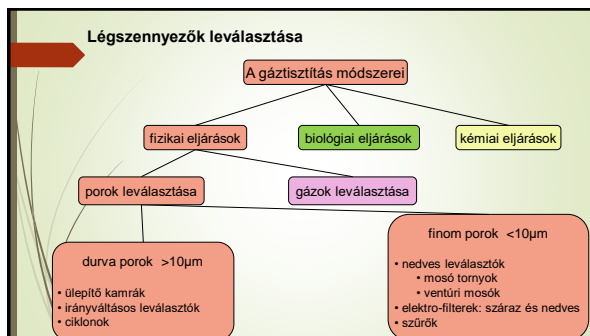 Légszennyezők leválasztása
A gáztisztítás módszerei
fizikai eljárások
biológiai eljárások
kémiai eljárások
porok leválasztása
gázok leválasztása
durva porok >10µm
• ülepítő kamrák
• irányváltásos leválasztók
• ciklonok
finom porok <10µm
• nedves leválasztók
• mosó tornyok
• ventúri mosók
• elektro-filterek: száraz és nedves
• szűrők